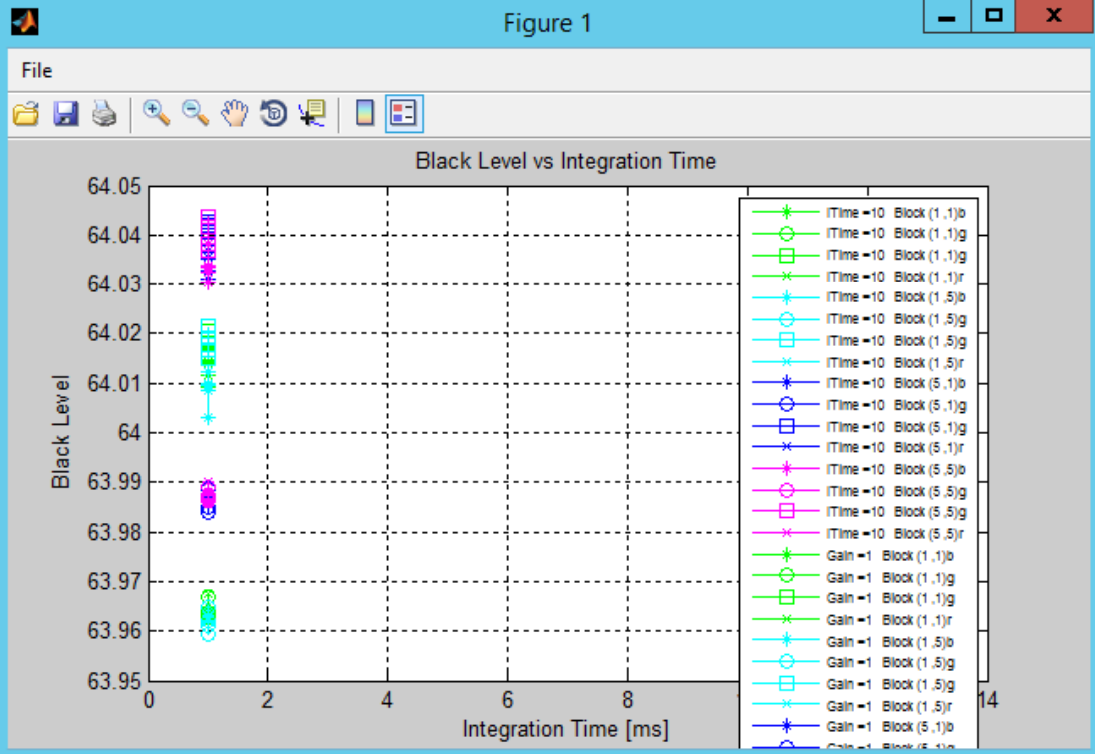 Figure 1
File
Black Level vs Integration Time
64.05
64.04
64.03
64.02
64.01
64
63.99
63.98
63.97
63.96
63.95
Black Level
0 2 4 6 8 14
Integration Time [ms]
ITime =10 Block (1 ,1)b
ITime =10 Block (1 ,1)g
ITime =10 Block (1 ,1)g
ITime =10 Block (1 ,1)r
ITime =10 Block (1 ,5)b
ITime =10 Block (1 ,5)g
ITime =10 Block (1 ,5)g
ITime =10 Block (1 ,5)r
ITime =10 Block (5 ,1)b
ITime =10 Block (5 ,1)g
ITime =10 Block (5 ,1)g
ITime =10 Block (5 ,1)r
ITime =10 Block (5 ,5)b
ITime =10 Block (5 ,5)g
ITime =10 Block (5 ,5)g
ITime =10 Block (5 ,5)r
Gain =1 Block (1 ,1)b
Gain =1 Block (1 ,1)g
Gain =1 Block (1 ,1)g
Gain =1 Block (1 ,1)r
Gain =1 Block (1 ,5)b
Gain =1 Block (1 ,5)g
Gain =1 Block (1 ,5)g
Gain =1 Block (1 ,5)r
Gain =1 Block (5 ,1)b
Gain =1 Block (5 ,1)g